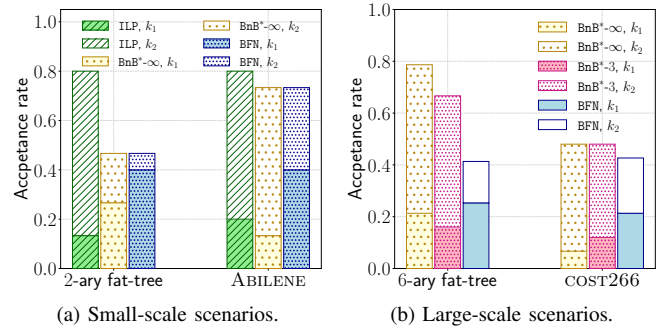 Accpetance rate
1.0
0.8
0.6
0.4
0.2
0.0
ILP, k₁
ILP, k₂
BnB*-∞, k₁
BnB*-∞, k₂
BFN, k₁
BFN, k₂
2-ary fat-tree
ABILENE
(a) Small-scale scenarios.
Accpetance rate
1.0
0.8
0.6
0.4
0.2
0.0
BnB*-∞, k₁
BnB*-∞, k₂
BnB*-3, k₁
BnB*-3, k₂
BFN, k₁
BFN, k₂
6-ary fat-tree
COST266
(b) Large-scale scenarios.